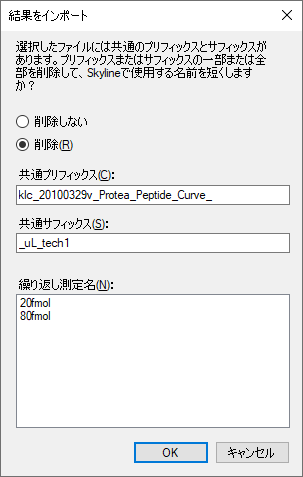 結果をインポート
選択したファイルには共通のプリフィックスとサフィックスが
あります。プリフィックスまたはサフィックスの一部または全
部を削除して、Skylineで使用する名前を短くします
か？
削除しない
削除(R)
共通プリフィックス(C):
klc_20100329v_Protea_Peptide_Curve_
共通サフィックス(S):
_uL_tech1
繰り返し測定名(N):
20fmol
80fmol
OK
キャンセル